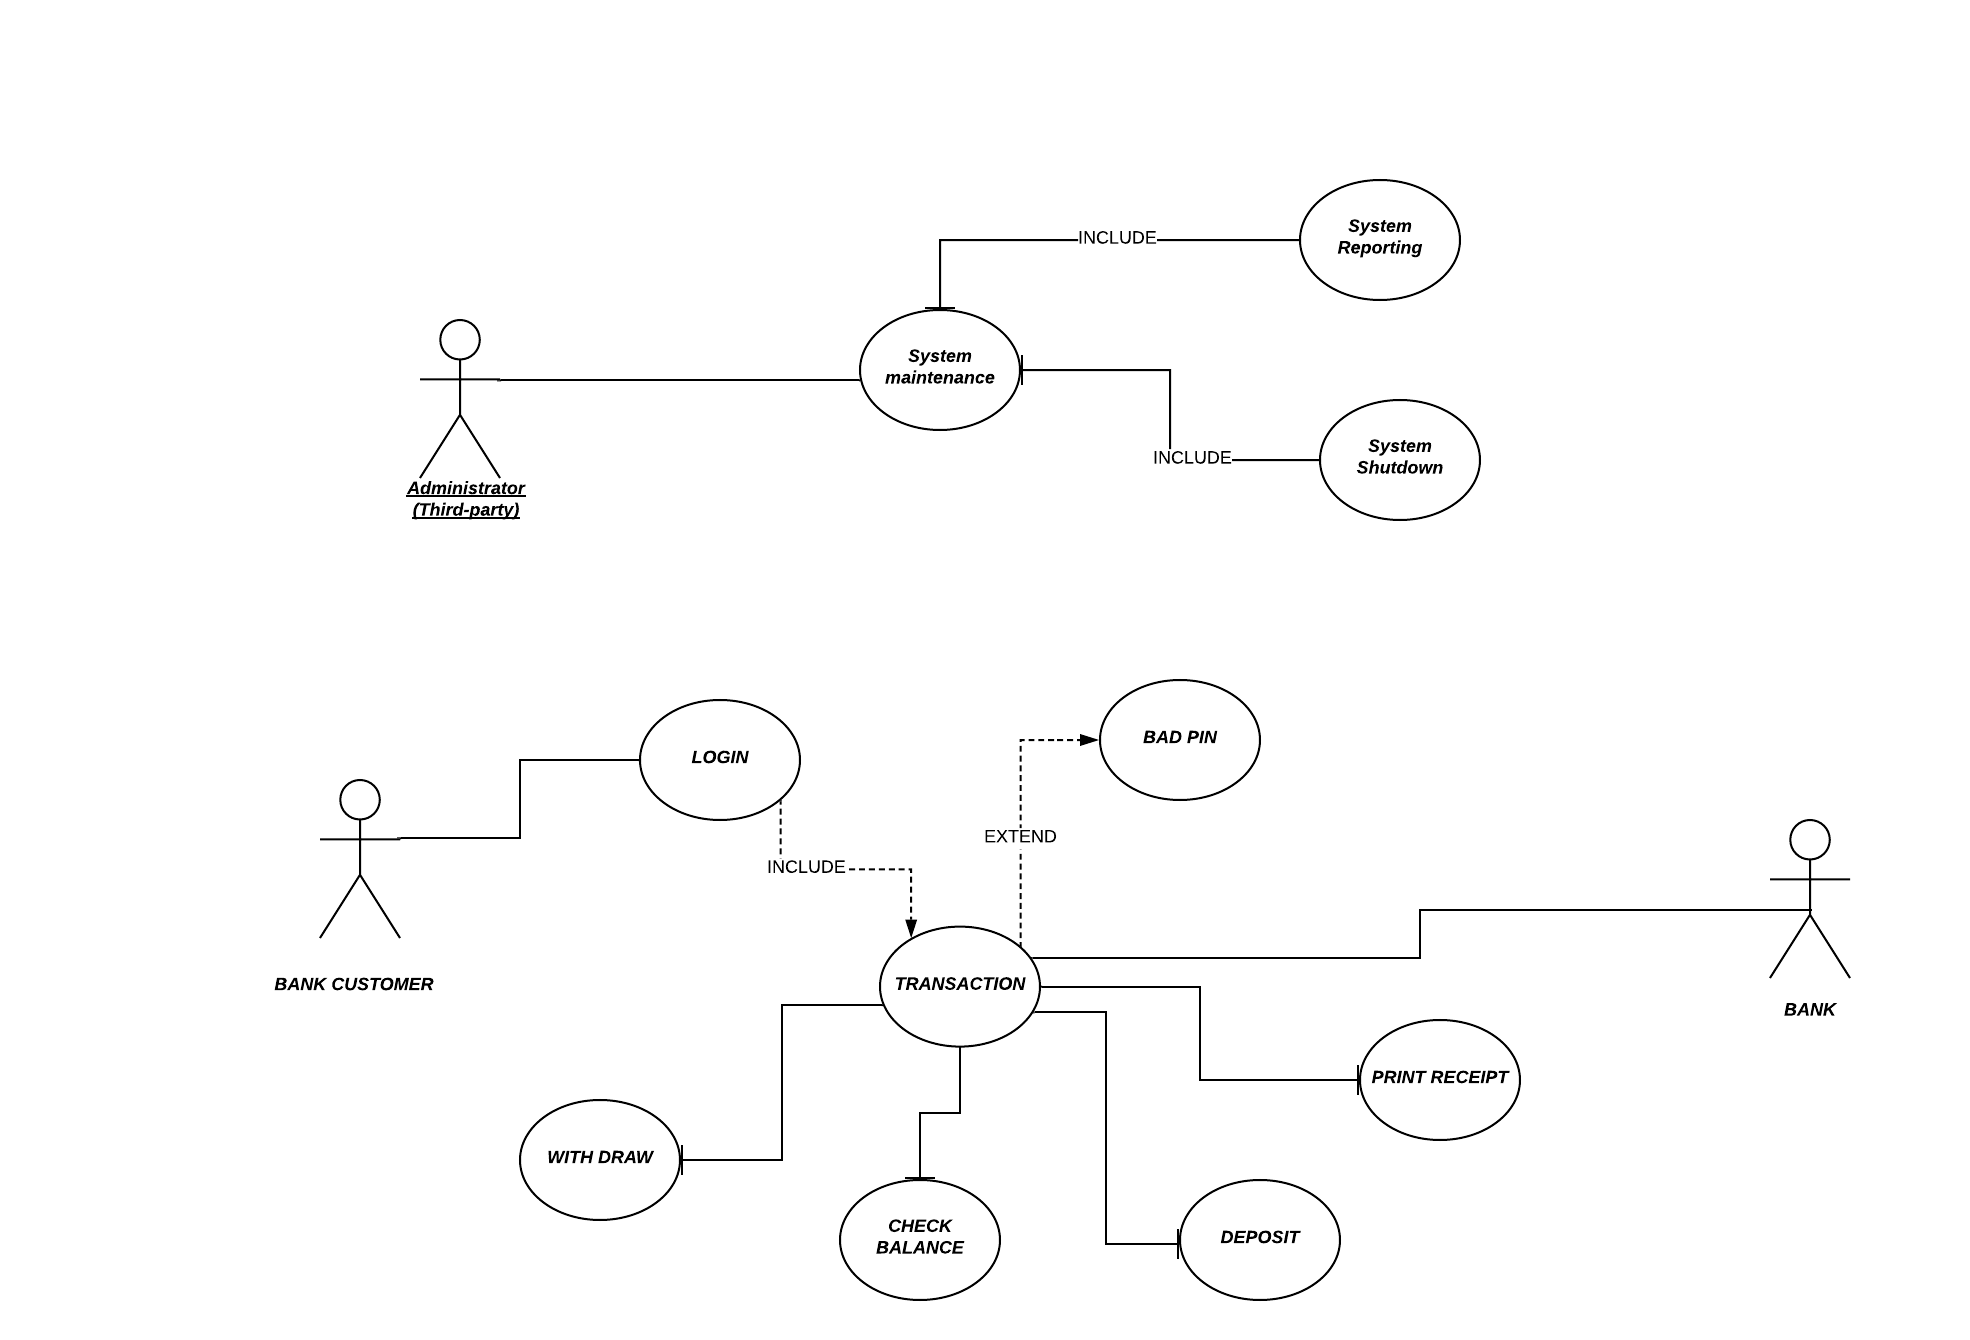 INCLUDE
System
Reporting
System
maintenance
INCLUDE
System
Shutdown
Administrator
(Third-party)
BAD PIN
LOGIN
EXTEND
INCLUDE
TRANSACTION
BANK CUSTOMER
BANK
PRINT RECEIPT
WITH DRAW
CHECK
BALANCE
DEPOSIT